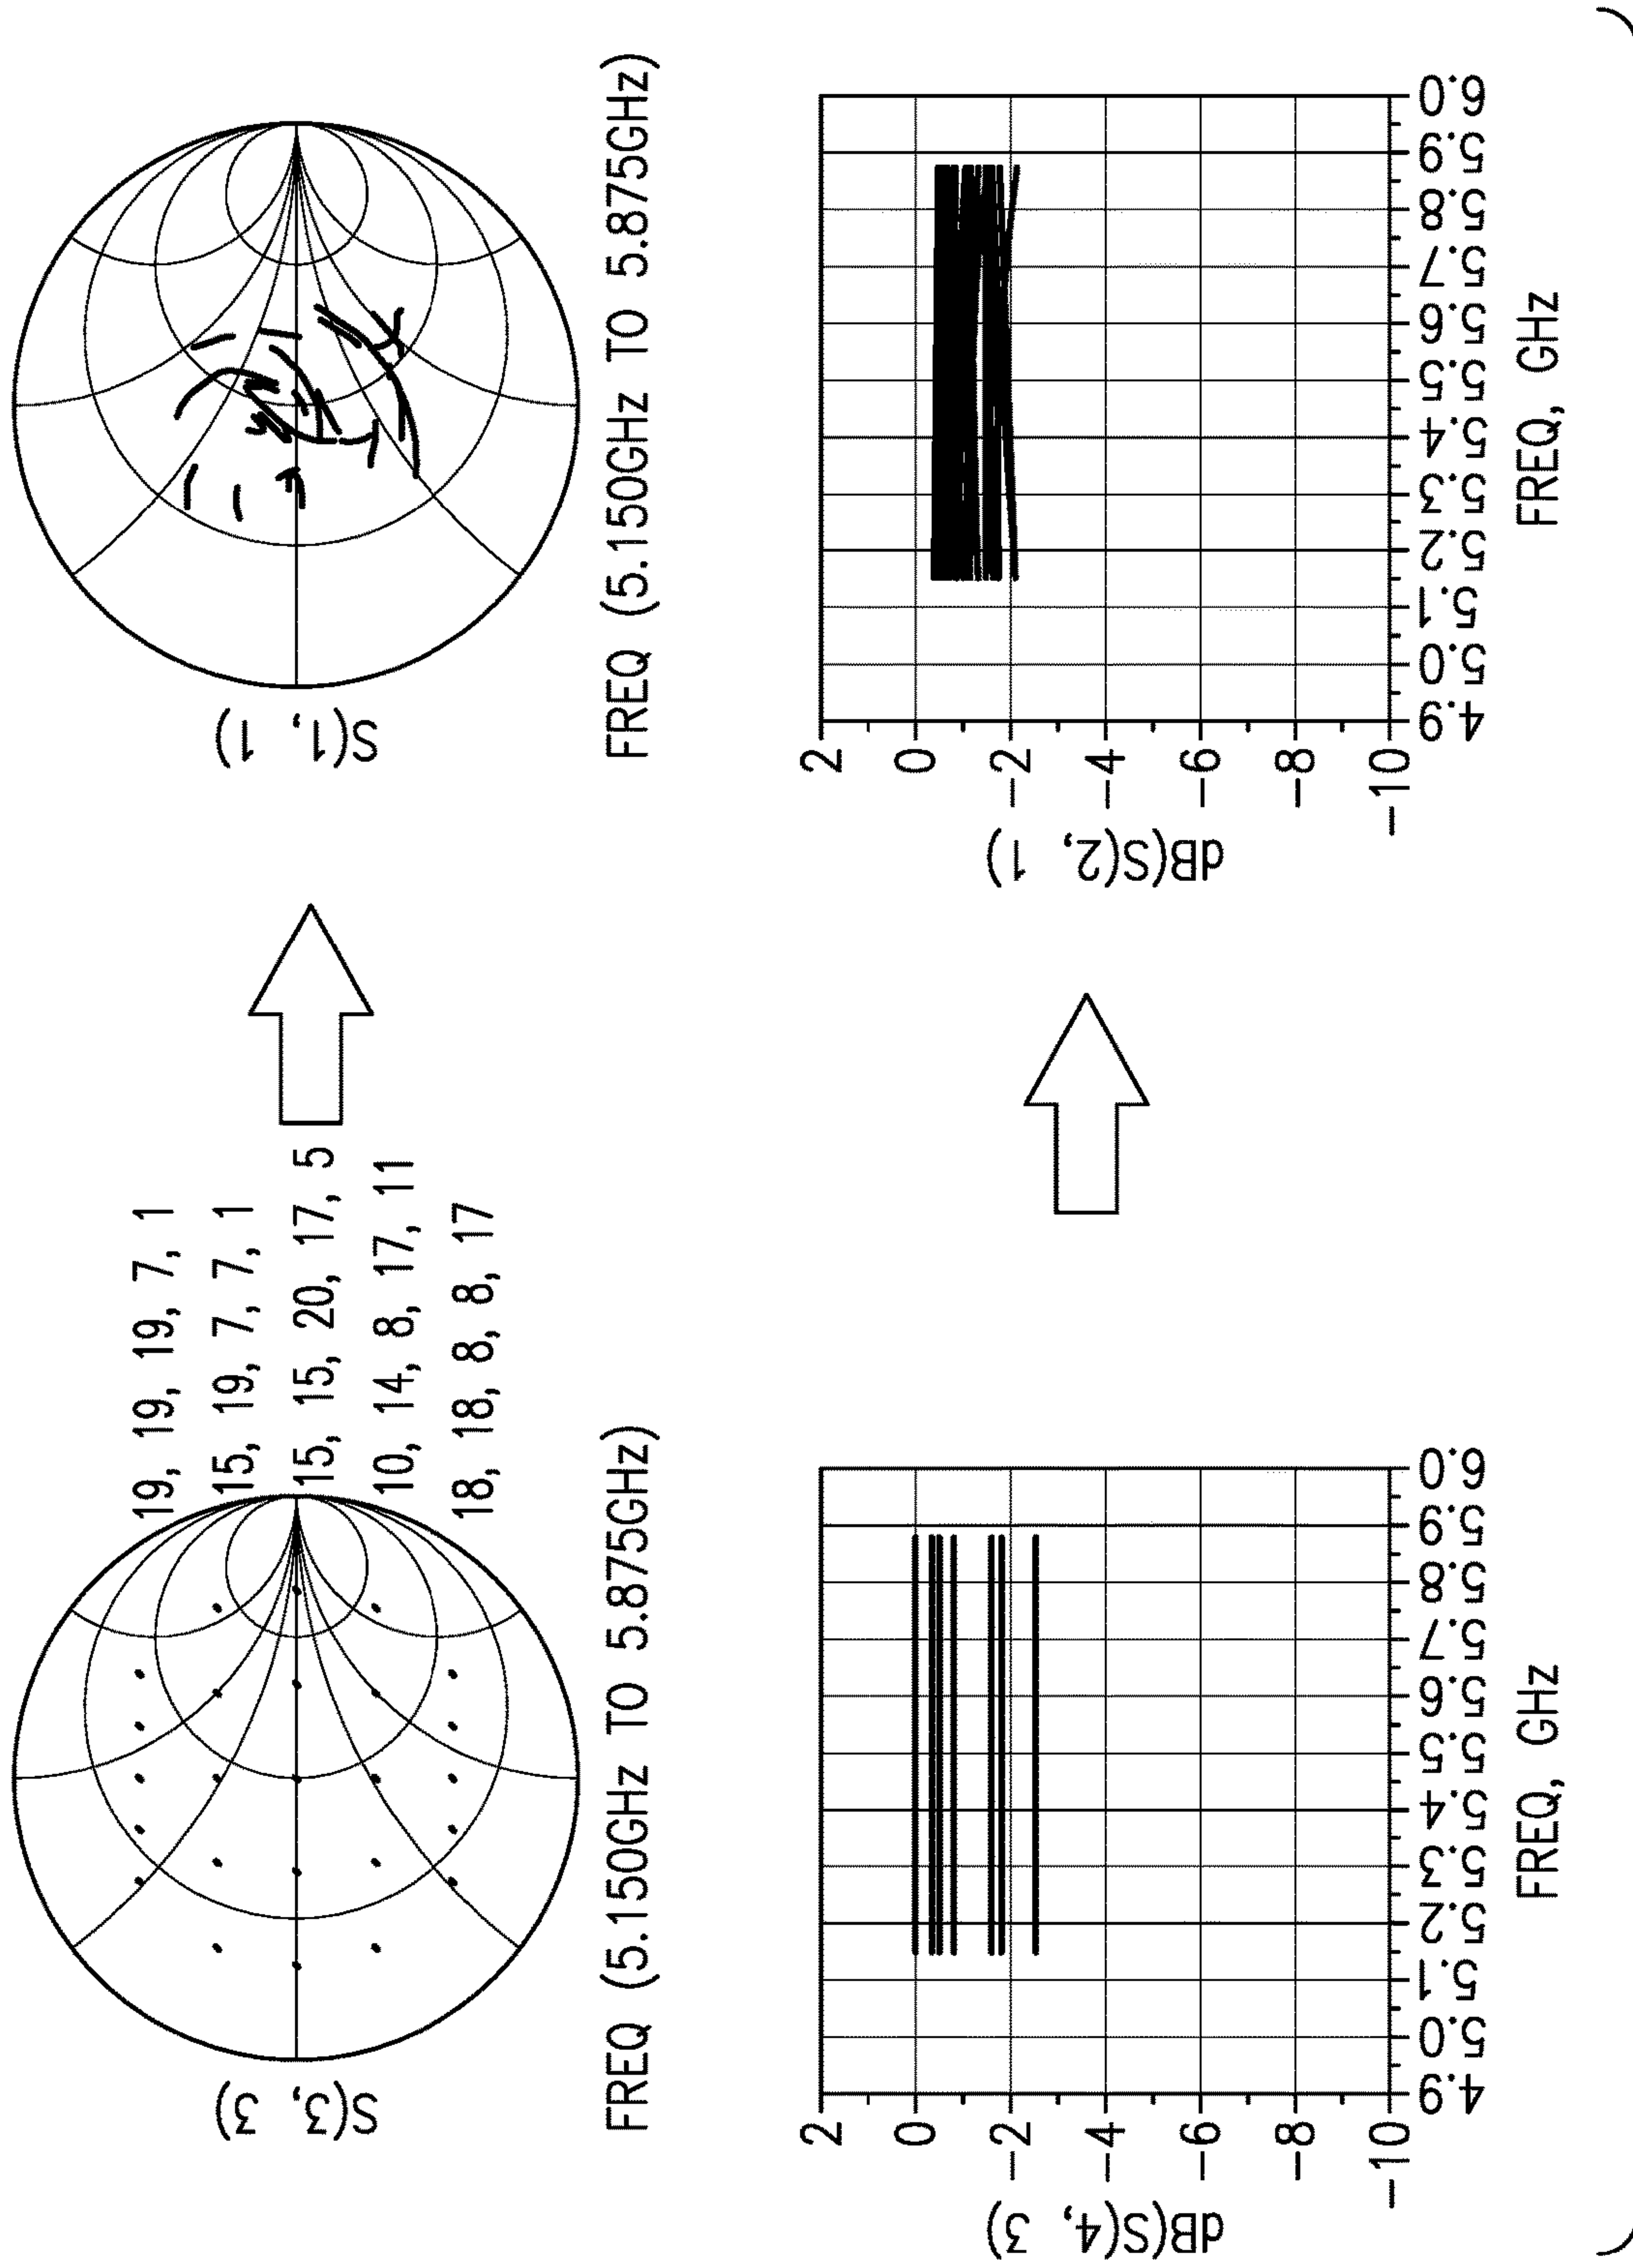 S(3, 3)
19, 19, 19, 7, 1
15, 19, 7, 7, 1
15, 15, 20, 17, 5
10, 14, 8, 17, 11
18, 18, 8, 8, 17
FREQ (5.150GHz TO 5.875GHz)
S(1, 1)
FREQ (5.150GHz TO 5.875GHz)
dB(S(4, 3)
2
0
-2
-4
-6
-8
-10
4.9 5.0 5.1 5.2 5.3 5.4 5.5 5.6 5.7 5.8 5.9 6.0
FREQ, GHz
dB(S(2, 1)
2
0
-2
-4
-6
-8
-10
4.9 5.0 5.1 5.2 5.3 5.4 5.5 5.6 5.7 5.8 5.9 6.0
FREQ, GHz